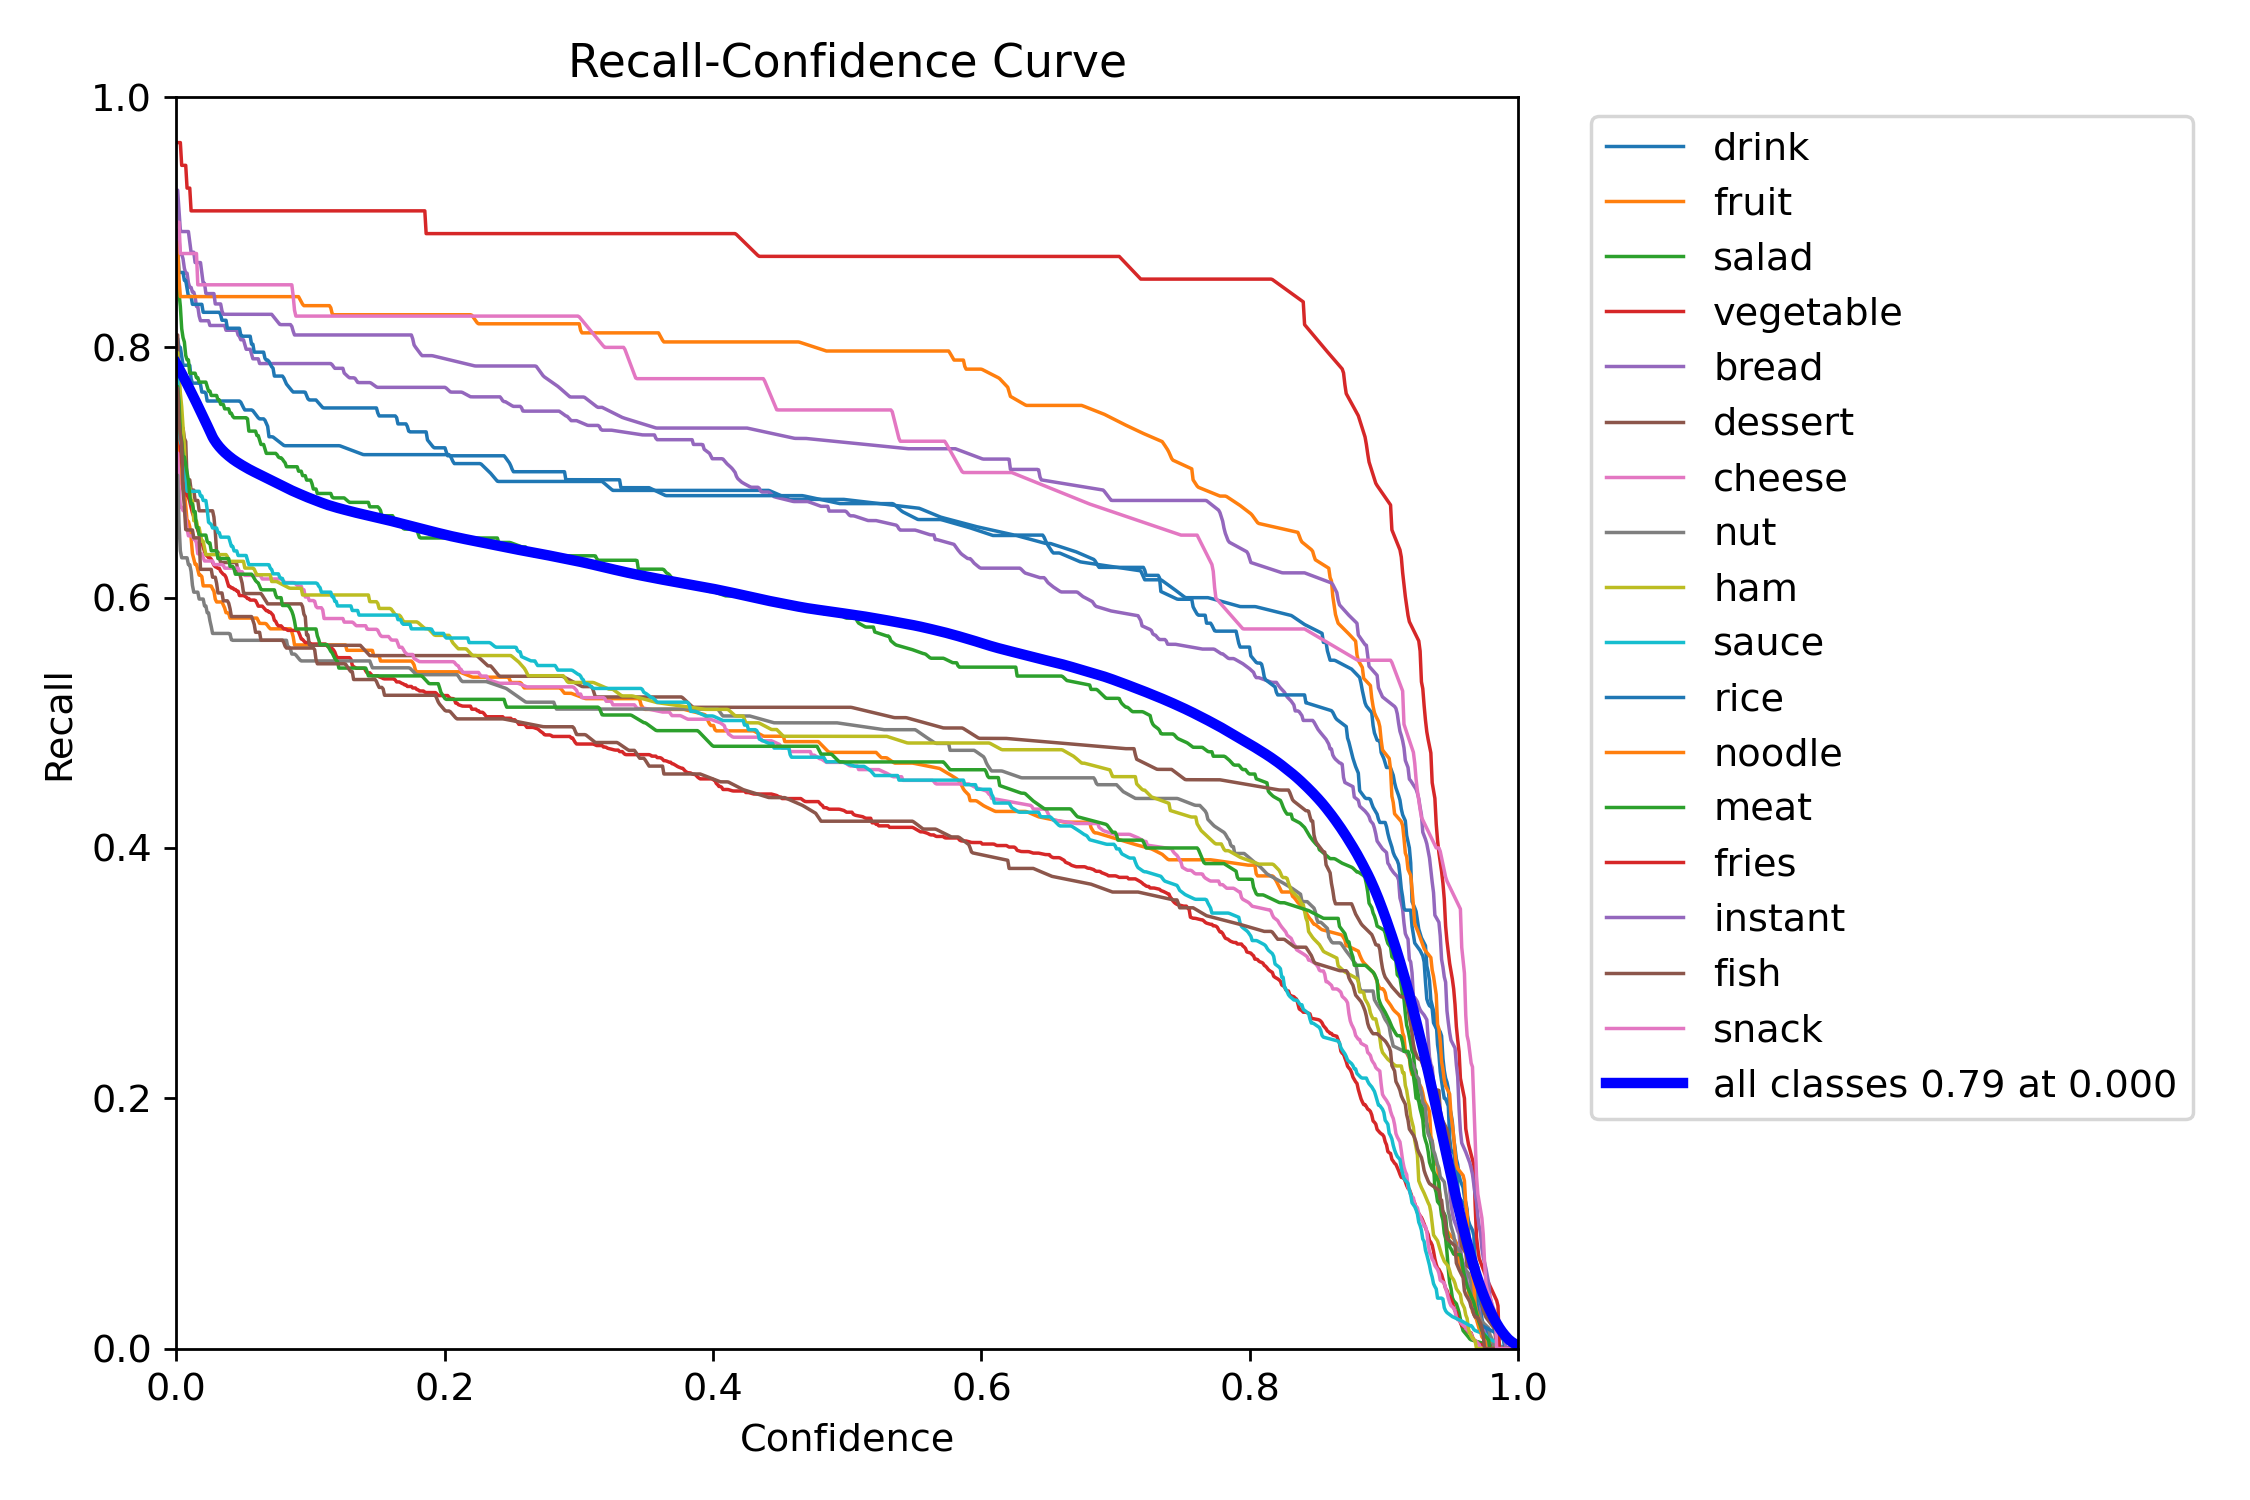 Recall-Confidence Curve
1.0
0.8
0.6
0.4
0.2
0.0
Recall
0.0 0.2 0.4 0.6 0.8 1.0
Confidence
drink
fruit
salad
vegetable
bread
dessert
cheese
nut
ham
sauce
rice
noodle
meat
fries
instant
fish
snack
all classes 0.79 at 0.000